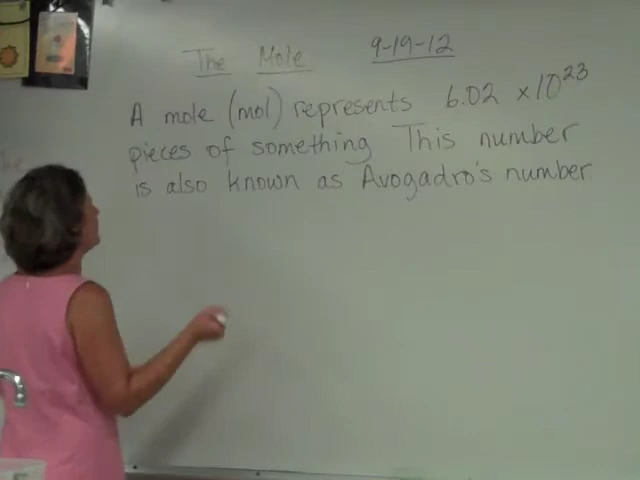 The Mole 9-19-12
A mole (mol) represents 6.02 × 10²³
pieces of something This number
is also known as Avogadro's number